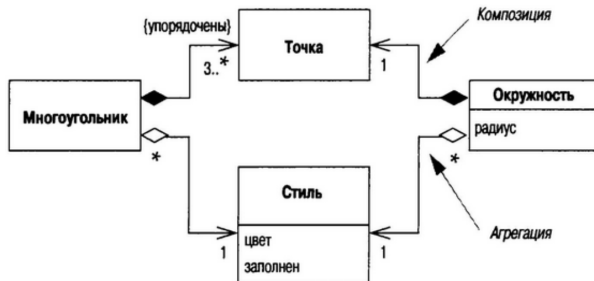 {упорядочены}
Точка
Композиция
3..*
1
Многоугольник
Окружность
радиус
*
*
Стиль
цвет
заполнен
1
1
Агрегация